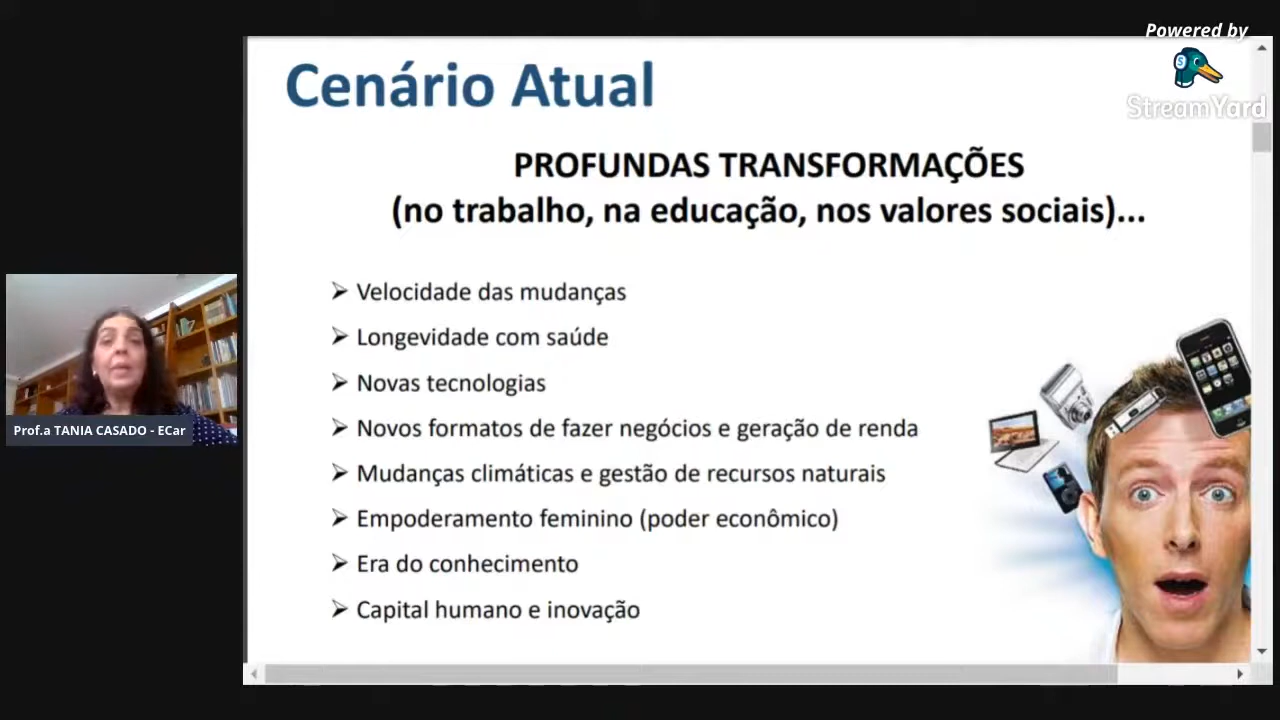 Powered by
StreamYard
Cenário Atual
PROFUNDAS TRANSFORMAÇÕES
(no trabalho, na educação, nos valores sociais)...
➢ Velocidade das mudanças
➢ Longevidade com saúde
➢ Novas tecnologias
➢ Novos formatos de fazer negócios e geração de renda
➢ Mudanças climáticas e gestão de recursos naturais
➢ Empoderamento feminino (poder econômico)
➢ Era do conhecimento
➢ Capital humano e inovação
Prof.a TANIA CASADO - ECar